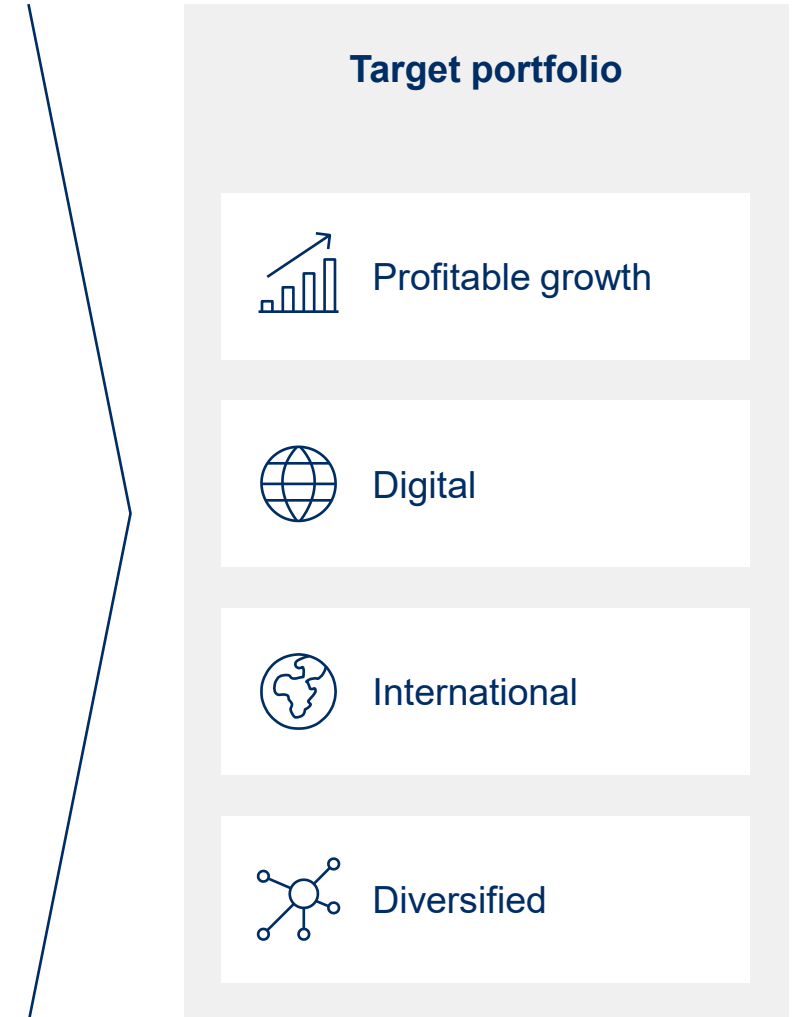 Target portfolio
Profitable growth
Digital
International
Diversified